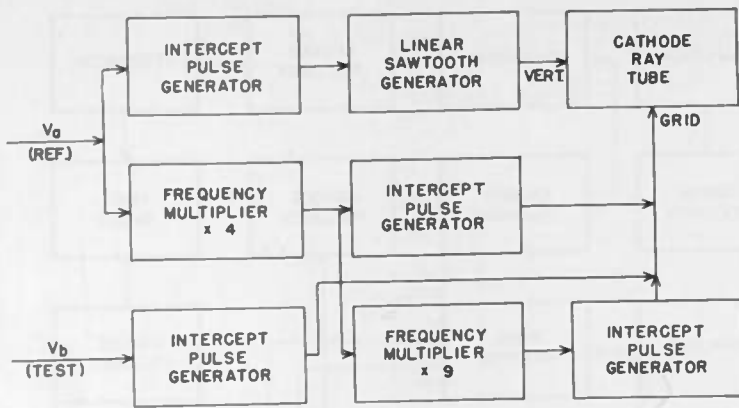 INTERCEPT
PULSE
GENERATOR
LINEAR
SAWTOOTH
GENERATOR
VERT.
CATHODE
RAY
TUBE
GRID
Va
(REF.)
FREQUENCY
MULTIPLIER
x 4
INTERCEPT
PULSE
GENERATOR
Vb
(TEST)
INTERCEPT
PULSE
GENERATOR
FREQUENCY
MULTIPLIER
x 9
INTERCEPT
PULSE
GENERATOR